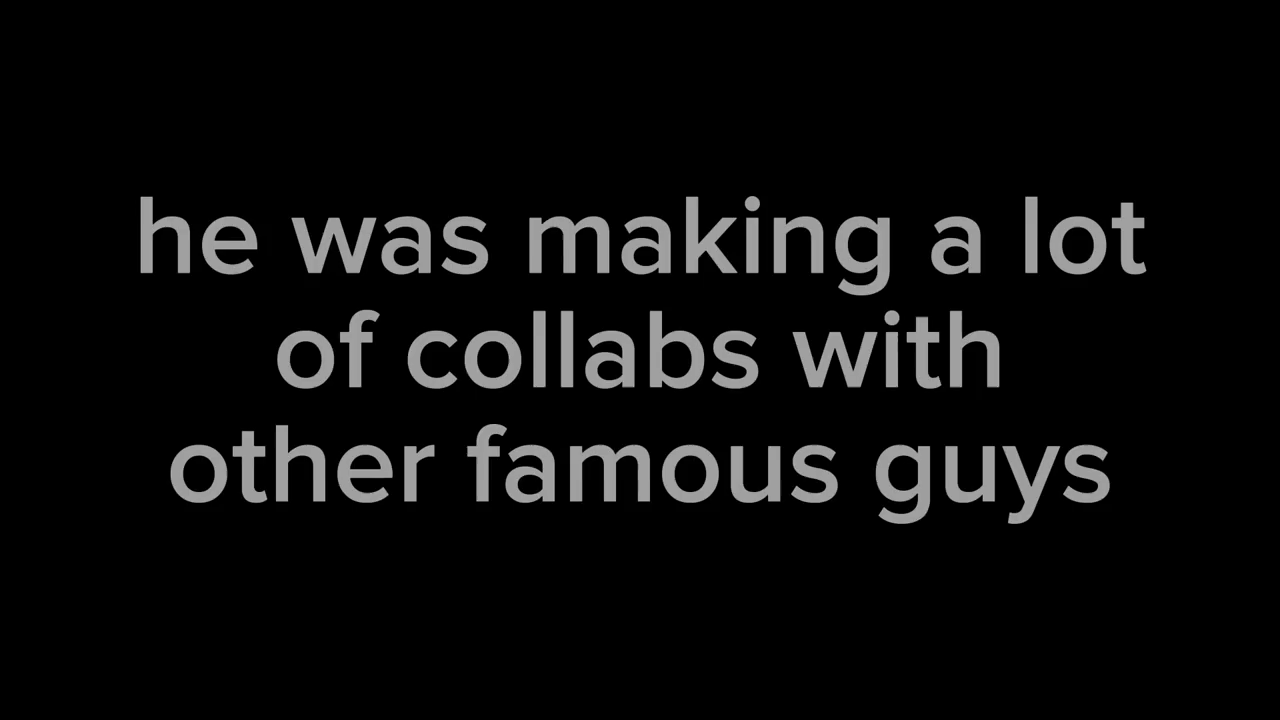 he was making a lot
of collabs with
other famous guys